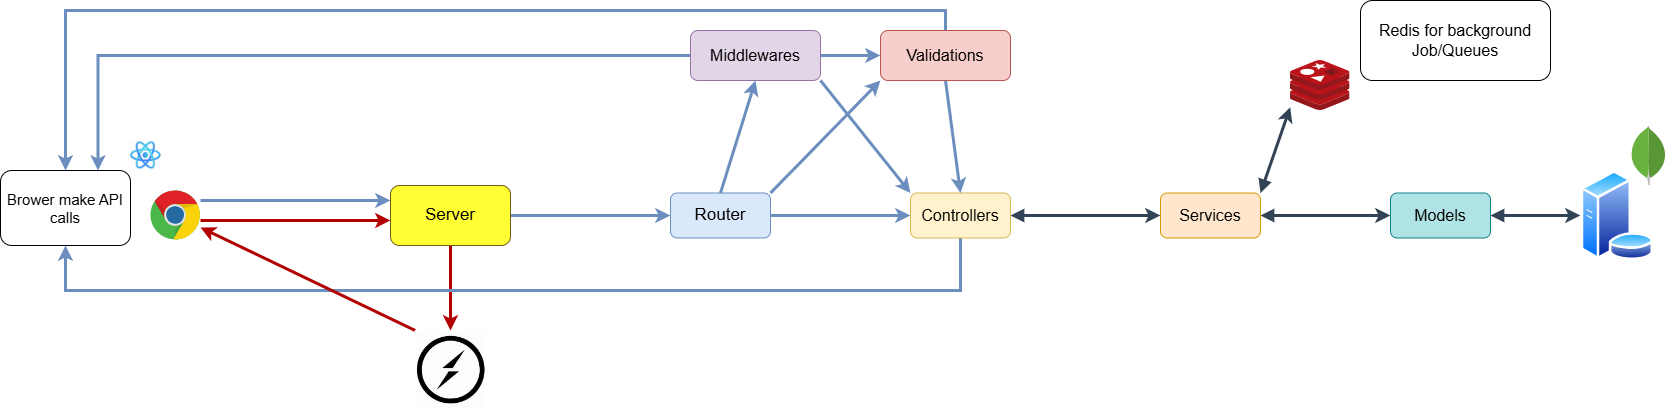 Middlewares
Validations
Redis for background
Job/Queues
Brower make API
calls
Server
Router
Controllers
Services
Models